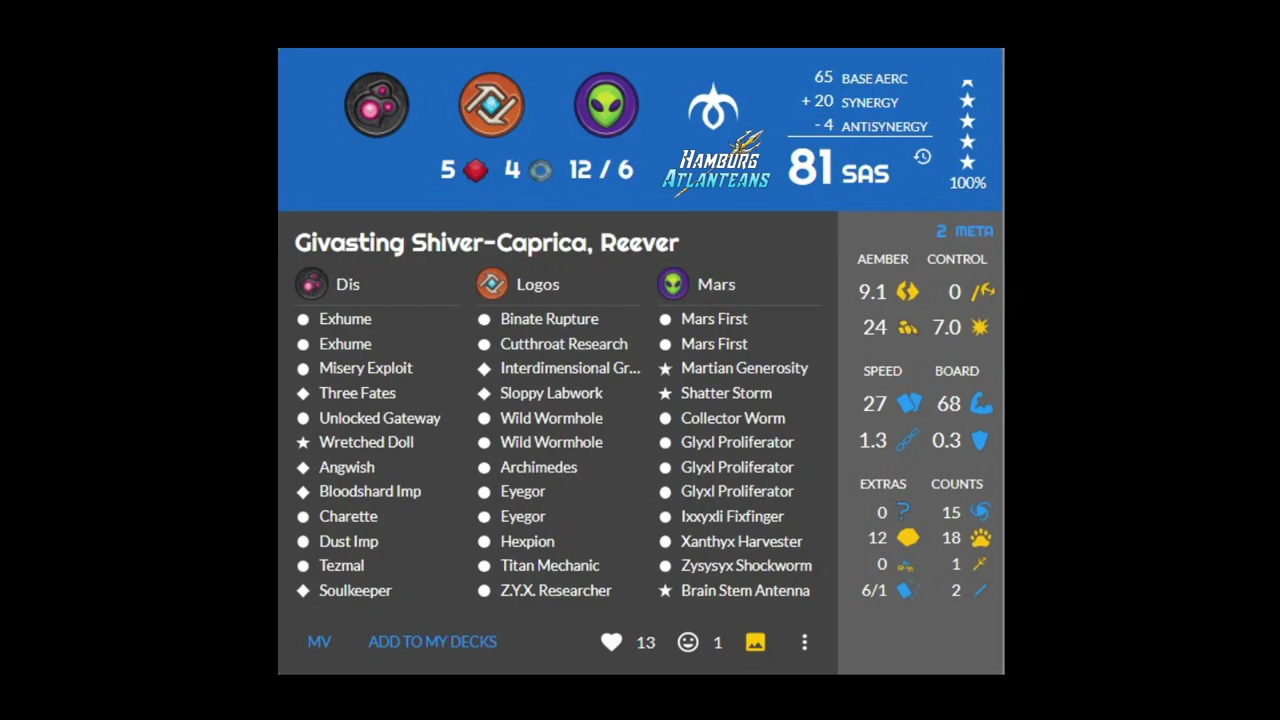 65 BASE AERC
+ 20 SYNERGY
- 4 ANTISYNERGY
81 SAS
100%
5 4 12 / 6
HAMBURG
ATLANTEANS
Givasting Shiver-Caprica, Reever
2 META
Dis
Exhume
Exhume
Misery Exploit
Three Fates
Unlocked Gateway
Wretched Doll
Angwish
Bloodshard Imp
Charette
Dust Imp
Tezmal
Soulkeeper
Logos
Binate Rupture
Cutthroat Research
Interdimensional Gr...
Sloppy Labwork
Wild Wormhole
Wild Wormhole
Archimedes
Eyegor
Eyegor
Hexpion
Titan Mechanic
Z.Y.X. Researcher
Mars
Mars First
Mars First
Martian Generosity
Shatter Storm
Collector Worm
Glyxl Proliferator
Glyxl Proliferator
Glyxl Proliferator
Ixxyxli Fixfinger
Xanthyx Harvester
Zysysyx Shockworm
Brain Stem Antenna
AEMBER CONTROL
9.1 0
24 7.0
SPEED BOARD
27 68
1.3 0.3
EXTRAS COUNTS
0 15
12 18
0 1
6/1 2
MV ADD TO MY DECKS 13 1